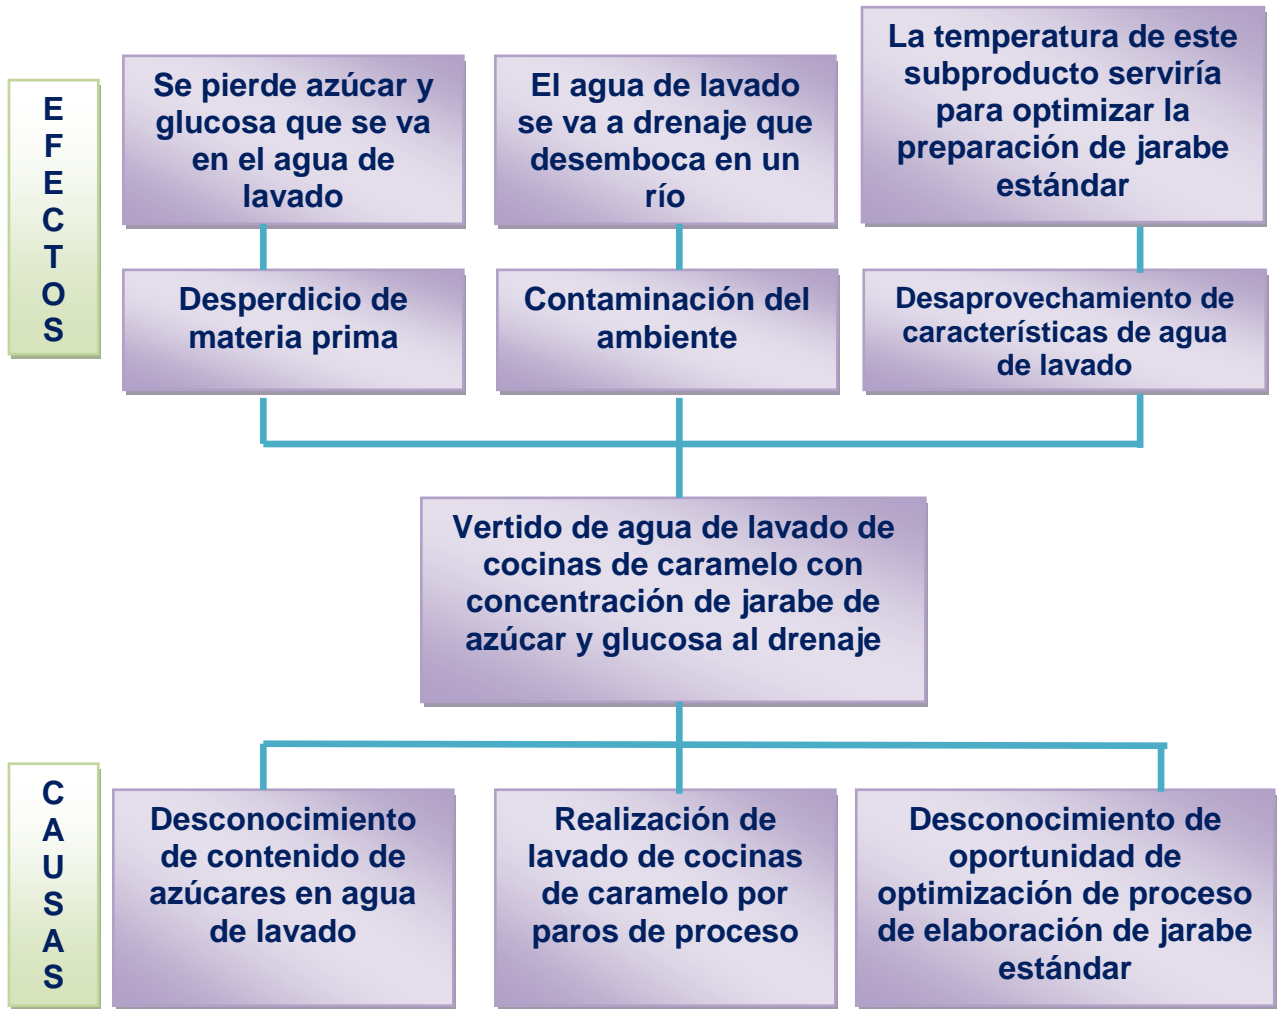 E
F
E
C
T
O
S
Se pierde azúcar y
glucosa que se va
en el agua de
lavado
El agua de lavado
se va a drenaje que
desemboca en un
río
La temperatura de este
subproducto serviría
para optimizar la
preparación de jarabe
estándar
Desperdicio de
materia prima
Contaminación del
ambiente
Desaprovechamiento de
características de agua
de lavado
Vertido de agua de lavado de
cocinas de caramelo con
concentración de jarabe de
azúcar y glucosa al drenaje
C
A
U
S
A
S
Desconocimiento
de contenido de
azúcares en agua
de lavado
Realización de
lavado de cocinas
de caramelo por
paros de proceso
Desconocimiento de
oportunidad de
optimización de proceso
de elaboración de jarabe
estándar